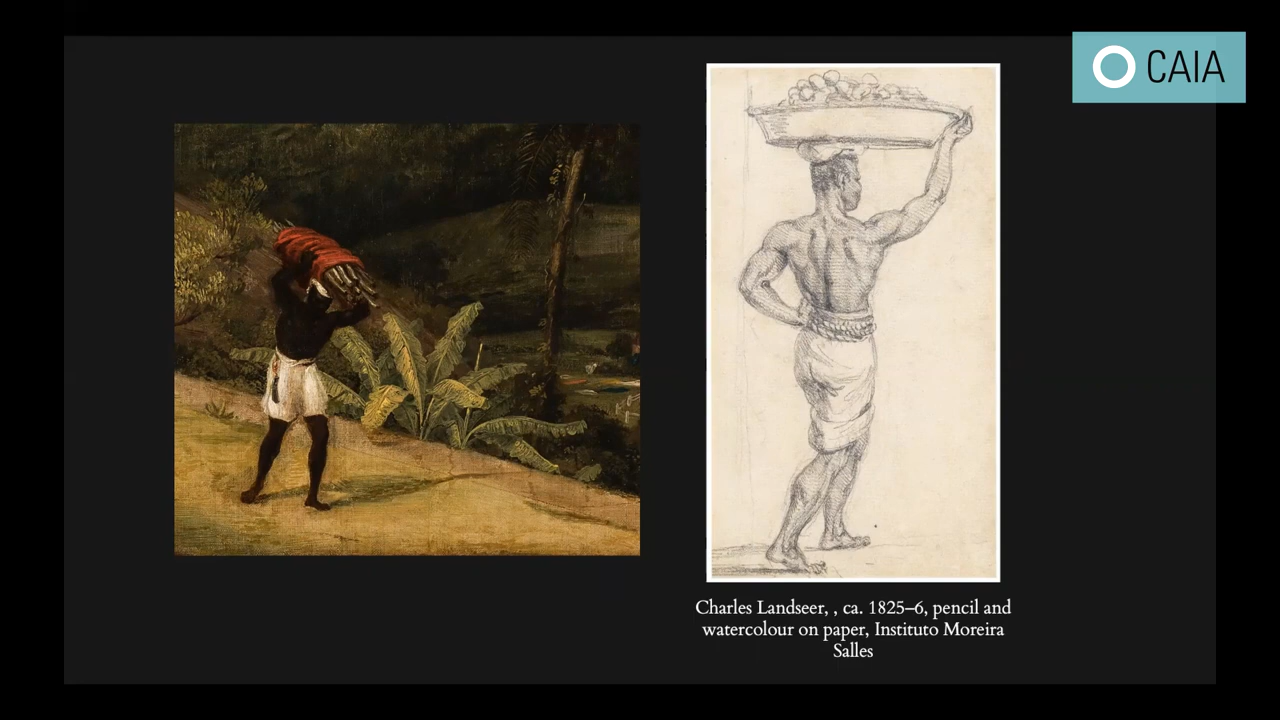 CAIA
Charles Landseer, , ca. 1825–6, pencil and
watercolour on paper, Instituto Moreira
Salles